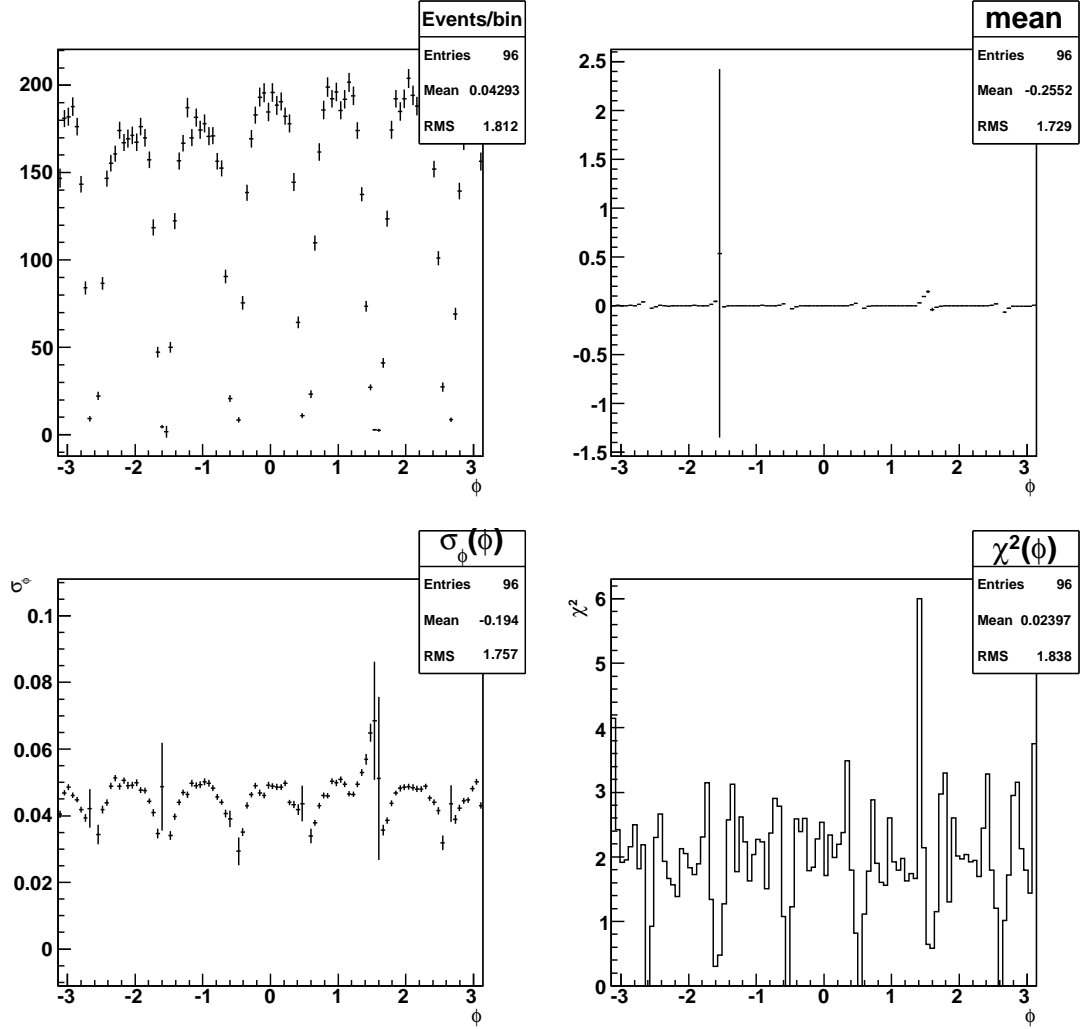 Events/bin
Entries 96
Mean 0.04293
RMS 1.812
200
150
100
50
0
-3 -2 -1 0 1 2 3
ϕ
mean
Entries 96
Mean -0.2552
RMS 1.729
2.5
2
1.5
1
0.5
0
-0.5
-1
-1.5
-3 -2 -1 0 1 2 3
ϕ
σϕ(ϕ)
Entries 96
Mean -0.194
RMS 1.757
σϕ
0.1
0.08
0.06
0.04
0.02
0
-3 -2 -1 0 1 2 3
ϕ
χ²(ϕ)
Entries 96
Mean 0.02397
RMS 1.838
χ²
6
5
4
3
2
1
0
-3 -2 -1 0 1 2 3
ϕ